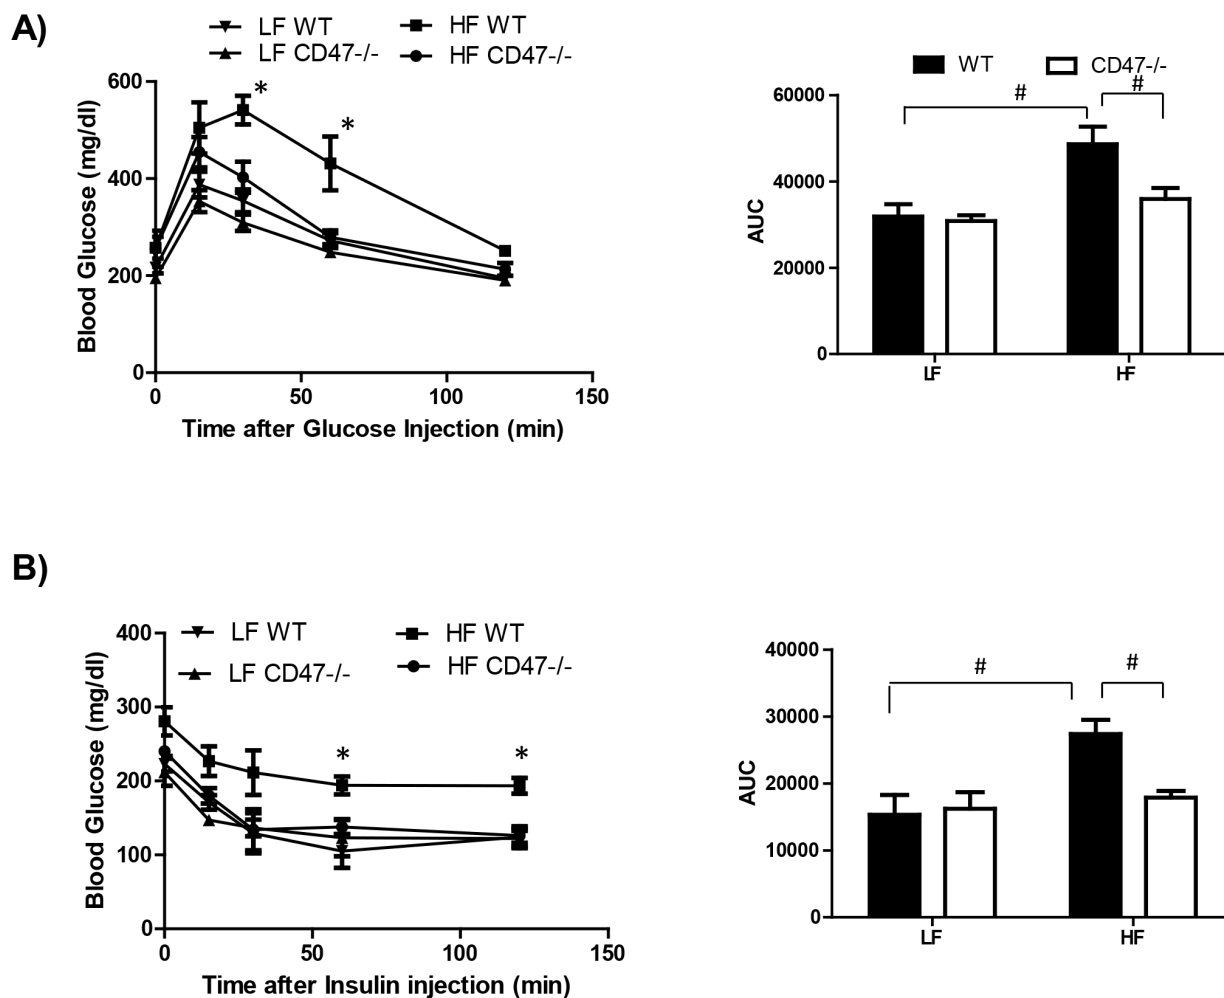 A)
LF WT
HF WT
LF CD47-/-
HF CD47-/-
Blood Glucose (mg/dl)
600
400
200
0
0
50
100
150
Time after Glucose Injection (min)
*
*
WT
CD47-/-
#
#
AUC
60000
40000
20000
0
LF
HF
B)
LF WT
HF WT
LF CD47-/-
HF CD47-/-
Blood Glucose (mg/dl)
400
300
200
100
0
0
50
100
150
Time after Insulin injection (min)
*
*
#
#
AUC
40000
30000
20000
10000
0
LF
HF